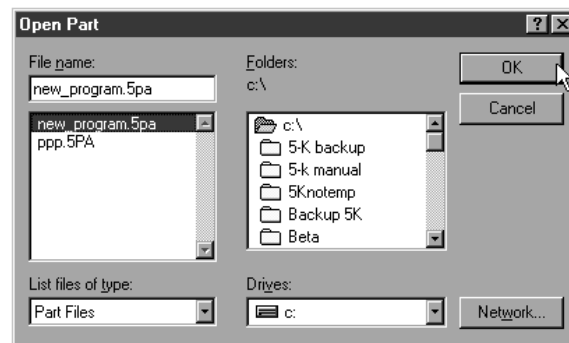 Open Part
File name:
new_program.5pa
new_program.5pa
ppp.5PA
List files of type:
Part Files
Folders:
c:\
c:\
5-K backup
5-k manual
5Knotemp
Backup 5K
Beta
Drives:
c:
OK
Cancel
Network...